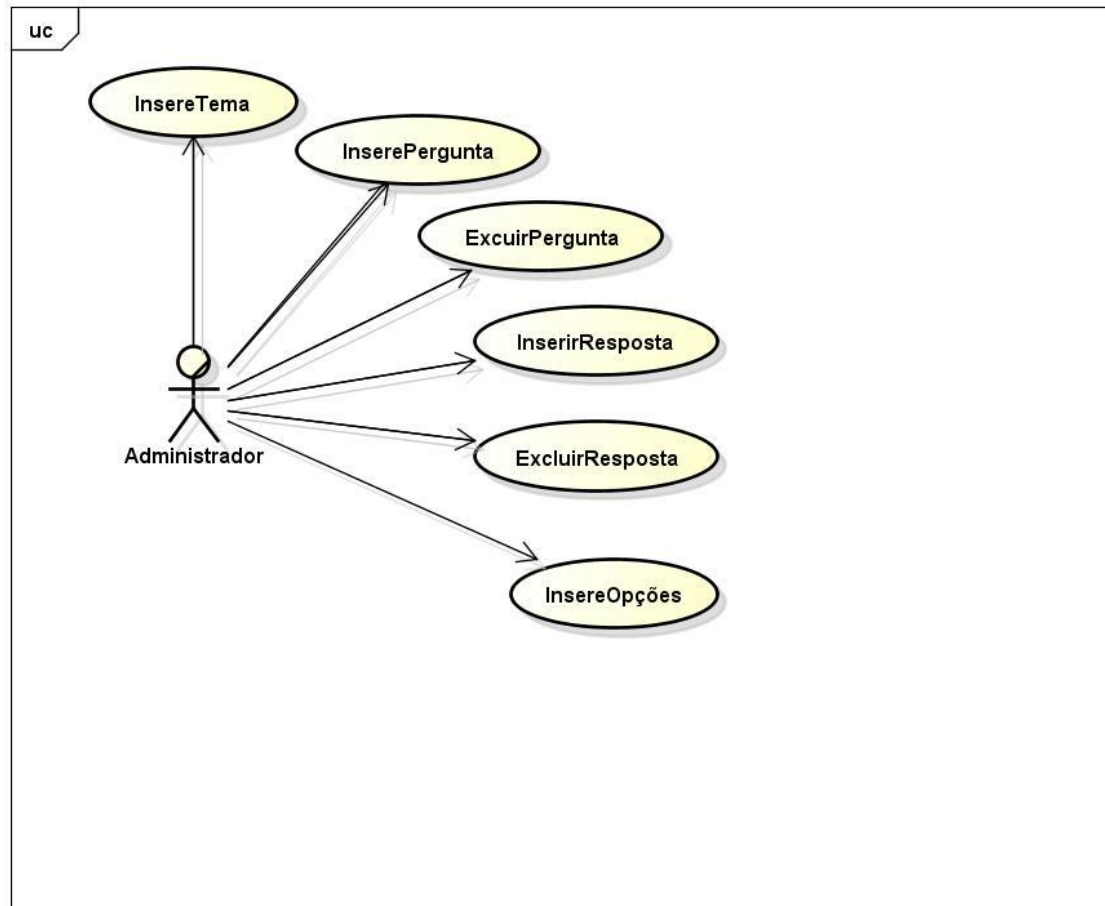 uc
InsereTema
InserePergunta
ExcuirPergunta
InserirResposta
Administrador
ExcluirResposta
InsereOpções